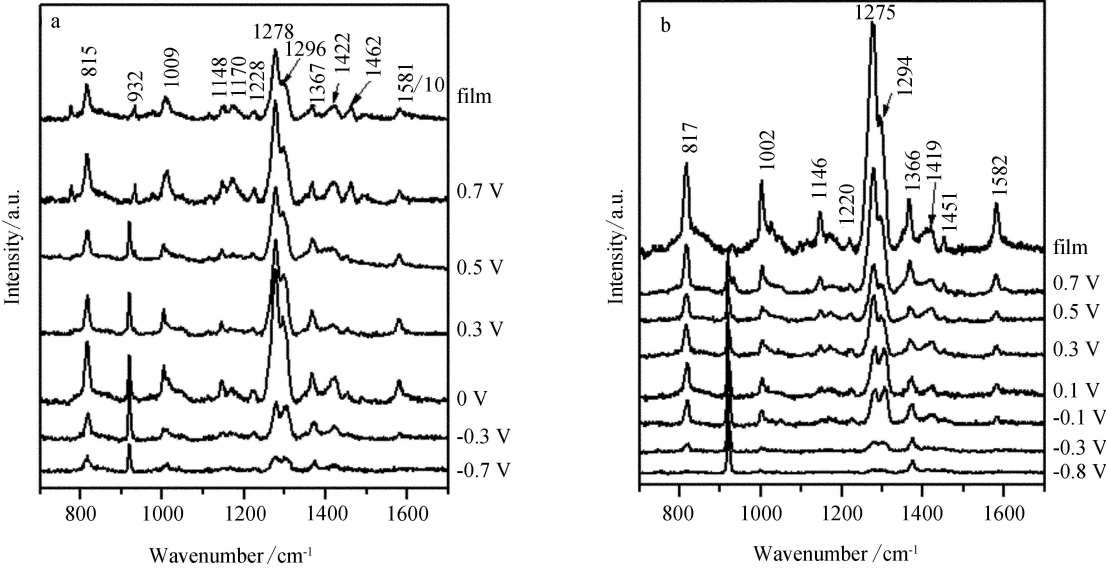 a
815
932
1009
1148
1170
1228
1278
1296
1367
1422
1462
1581/10
film
0.7 V
0.5 V
0.3 V
0 V
-0.3 V
-0.7 V
Intensity/a.u.
800 1000 1200 1400 1600
Wavenumber/cm-1
b
817
1002
1146
1220
1275
1294
1366
1419
1451
1582
film
0.7 V
0.5 V
0.3 V
0.1 V
-0.1 V
-0.3 V
-0.8 V
Intensity/a.u.
800 1000 1200 1400 1600
Wavenumber/cm-1